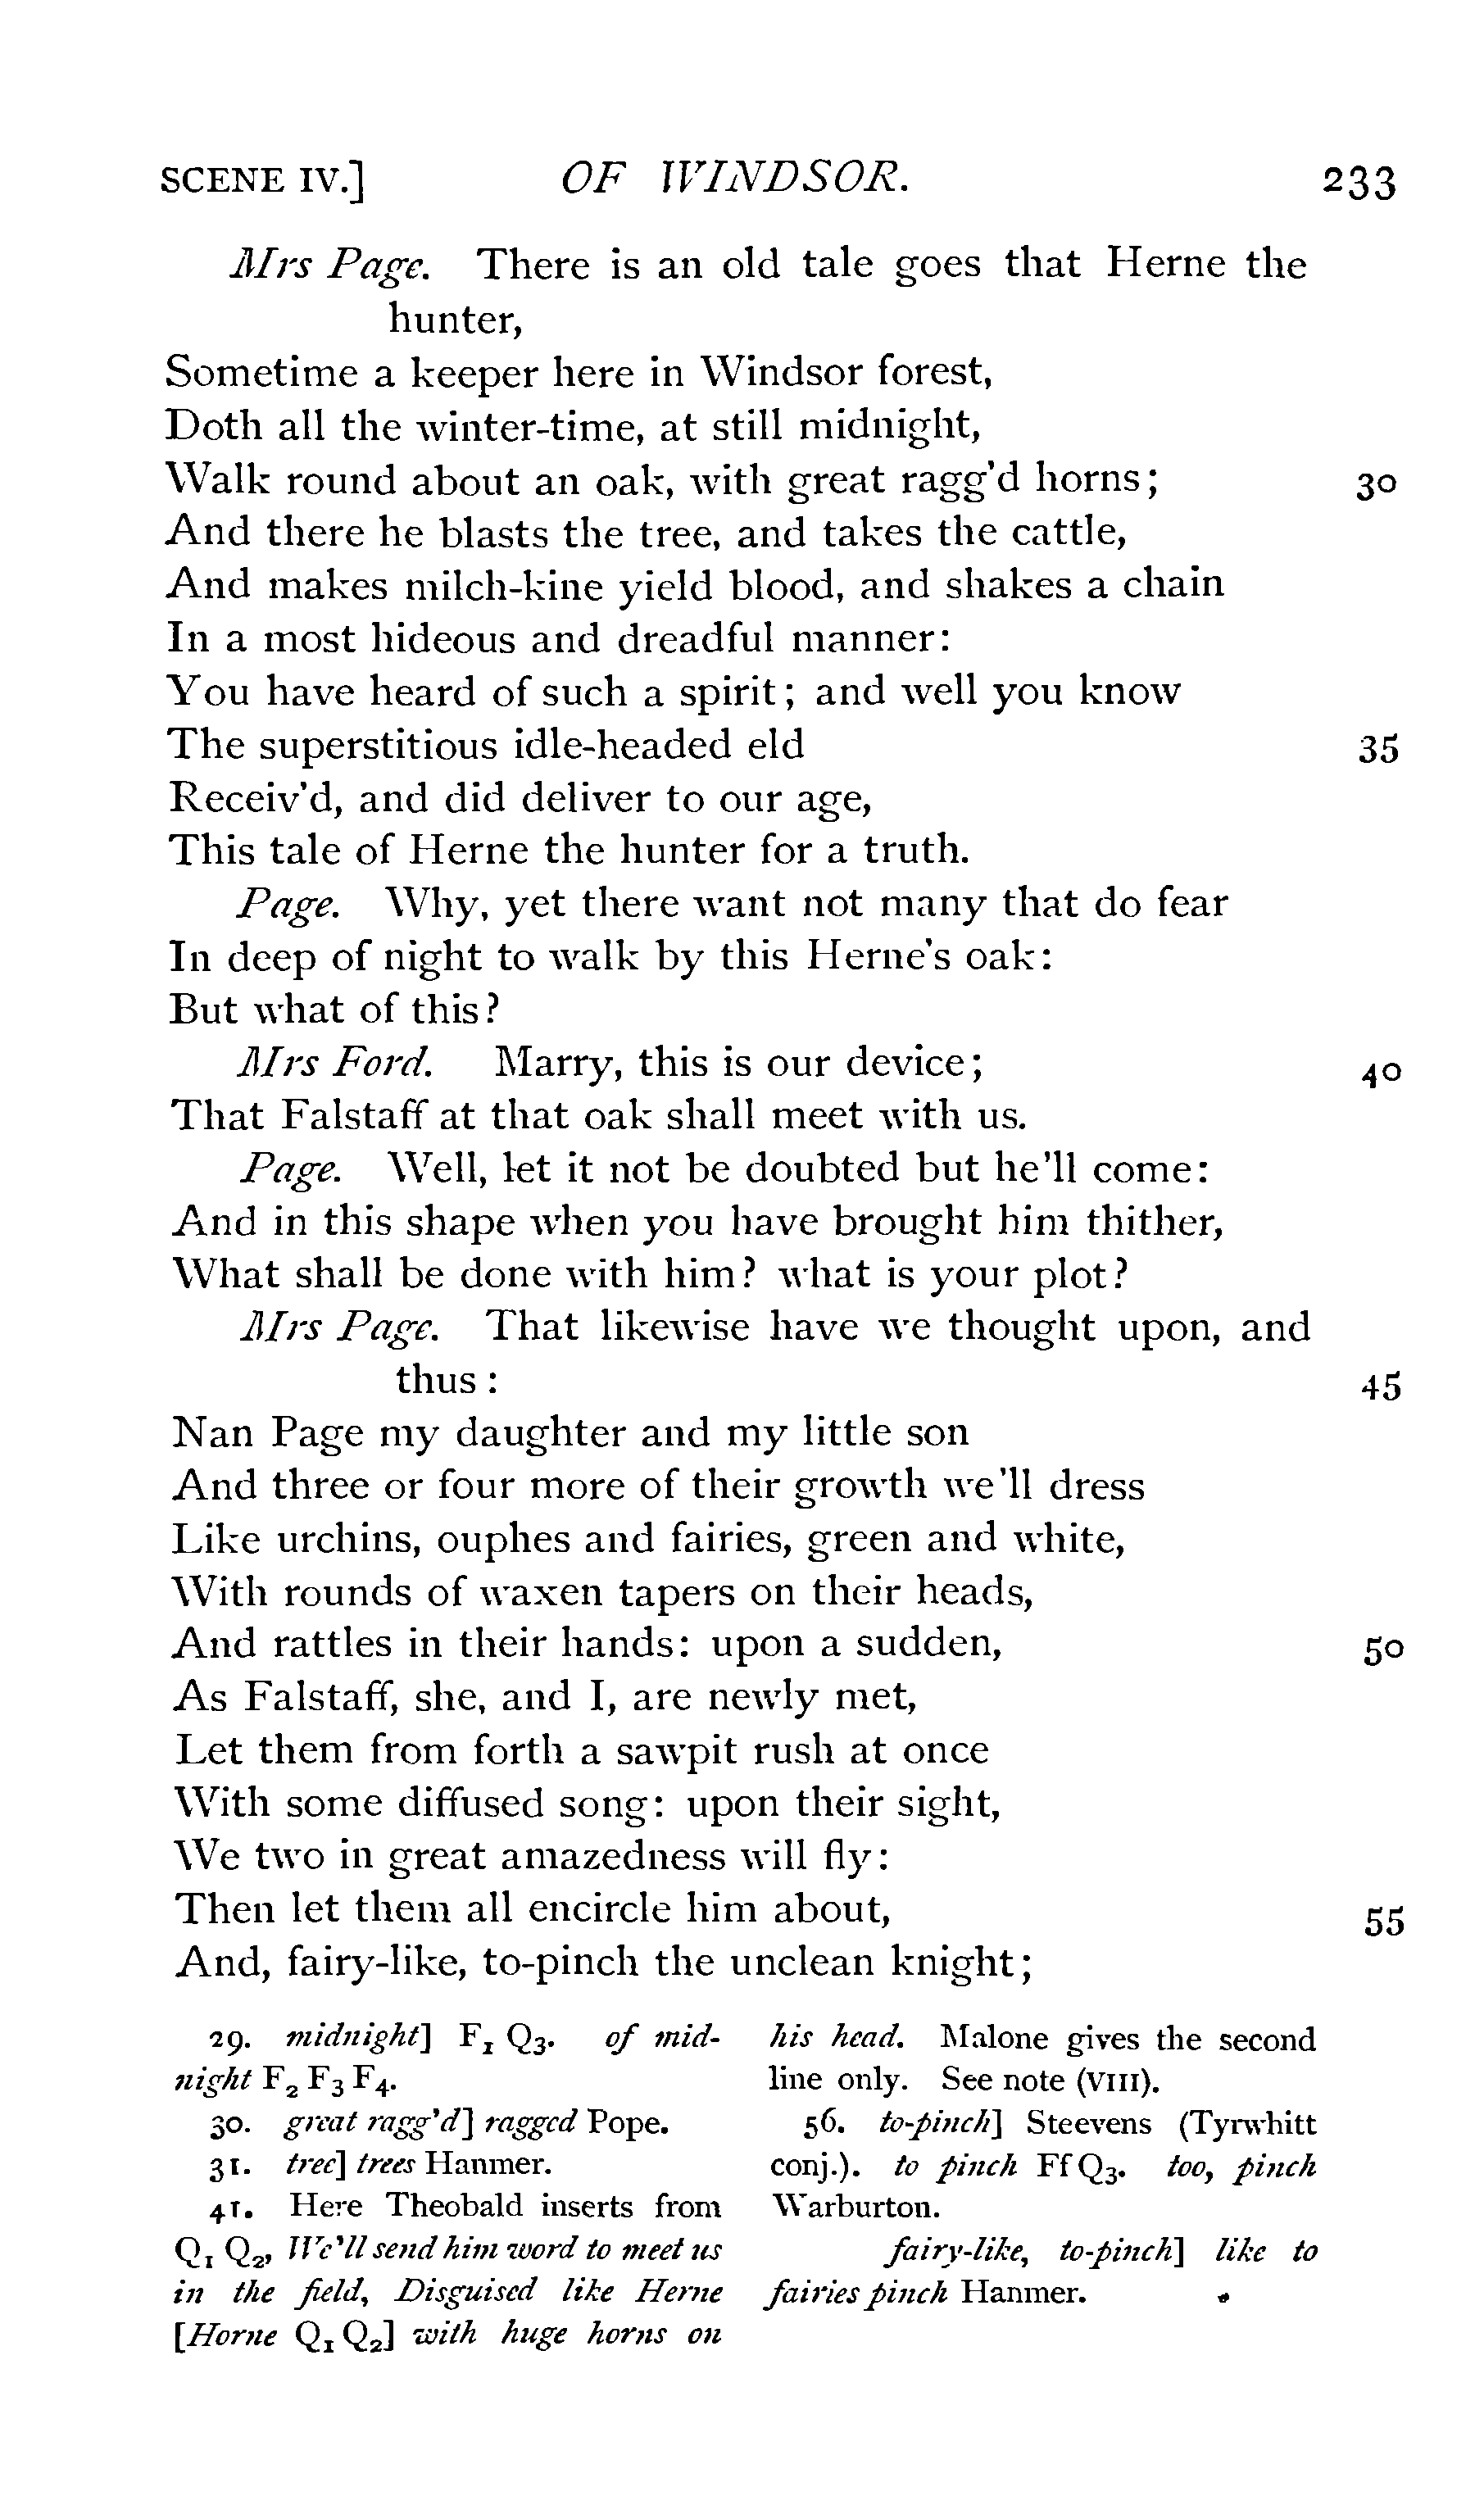 SCENE IV.] OF WINDSOR. 233
Mrs Page. There is an old tale goes that Herne the
hunter,
Sometime a keeper here in Windsor forest,
Doth all the winter-time, at still midnight,
Walk round about an oak, with great ragg'd horns; 30
And there he blasts the tree, and takes the cattle,
And makes milch-kine yield blood, and shakes a chain
In a most hideous and dreadful manner:
You have heard of such a spirit; and well you know
The superstitious idle-headed eld 35
Receiv'd, and did deliver to our age,
This tale of Herne the hunter for a truth.
Page. Why, yet there want not many that do fear
In deep of night to walk by this Herne's oak:
But what of this?
Mrs Ford. Marry, this is our device; 40
That Falstaff at that oak shall meet with us.
Page. Well, let it not be doubted but he'll come:
And in this shape when you have brought him thither,
What shall be done with him? what is your plot?
Mrs Page. That likewise have we thought upon, and
thus: 45
Nan Page my daughter and my little son
And three or four more of their growth we'll dress
Like urchins, ouphes and fairies, green and white,
With rounds of waxen tapers on their heads,
And rattles in their hands: upon a sudden, 50
As Falstaff, she, and I, are newly met,
Let them from forth a sawpit rush at once
With some diffused song: upon their sight,
We two in great amazedness will fly:
Then let them all encircle him about, 55
And, fairy-like, to-pinch the unclean knight;
29. midnight] F1 Q3. of mid-
night F2 F3 F4.
30. great ragg'd] ragged Pope.
31. tree] trees Hanmer.
41. Here Theobald inserts from
Q1 Q2, We'll send him word to meet us
in the field, Disguised like Herne
[Horne Q1 Q2] with huge horns on
his head. Malone gives the second
line only. See note (VIII).
56. to-pinch] Steevens (Tyrwhitt
conj.). to pinch Ff Q3. too, pinch
Warburton.
fairy-like, to-pinch] like to
fairies pinch Hanmer.